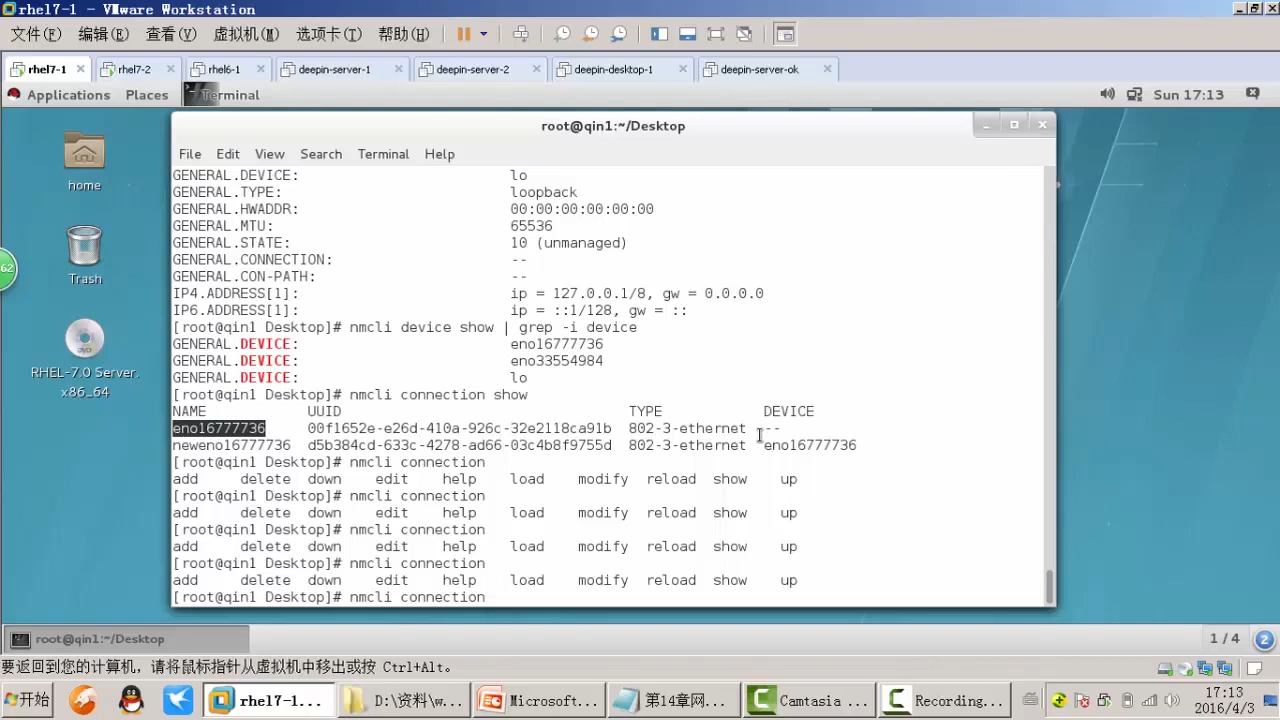 rhel7-1 - VMware Workstation
文件(F) 编辑(E) 查看(V) 虚拟机(M) 选项卡(T) 帮助(H)
rhel7-1 rhel7-2 rhel6-1 deepin-server-1 deepin-server-2 deepin-desktop-1 deepin-server-ok
Applications Places Terminal Sun 17:13
root@qin1:~/Desktop
File Edit View Search Terminal Help
GENERAL.DEVICE: lo
GENERAL.TYPE: loopback
GENERAL.HWADDR: 00:00:00:00:00:00
GENERAL.MTU: 65536
GENERAL.STATE: 10 (unmanaged)
GENERAL.CONNECTION: --
GENERAL.CON-PATH: --
IP4.ADDRESS[1]: ip = 127.0.0.1/8, gw = 0.0.0.0
IP6.ADDRESS[1]: ip = ::1/128, gw = ::
[root@qin1 Desktop]# nmcli device show | grep -i device
GENERAL.DEVICE: eno16777736
GENERAL.DEVICE: eno33554984
GENERAL.DEVICE: lo
[root@qin1 Desktop]# nmcli connection show
NAME UUID TYPE DEVICE
eno16777736 00f1652e-e26d-410a-926c-32e2118ca91b 802-3-ethernet --
neweno16777736 d5b384cd-633c-4278-ad66-03c4b8f9755d 802-3-ethernet eno16777736
[root@qin1 Desktop]# nmcli connection
add delete down edit help load modify reload show up
[root@qin1 Desktop]# nmcli connection
add delete down edit help load modify reload show up
[root@qin1 Desktop]# nmcli connection
add delete down edit help load modify reload show up
[root@qin1 Desktop]# nmcli connection
add delete down edit help load modify reload show up
[root@qin1 Desktop]# nmcli connection
home
Trash
62
RHEL-7.0 Server.
x86_64
root@qin1:~/Desktop 1 / 4 2
要返回到您的计算机，请将鼠标指针从虚拟机中移出或按 Ctrl+Alt。
开始 rhel7-1... D:\资料\w... Microsoft... 第14章网... Camtasia ... Recording... 17:13
2016/4/3